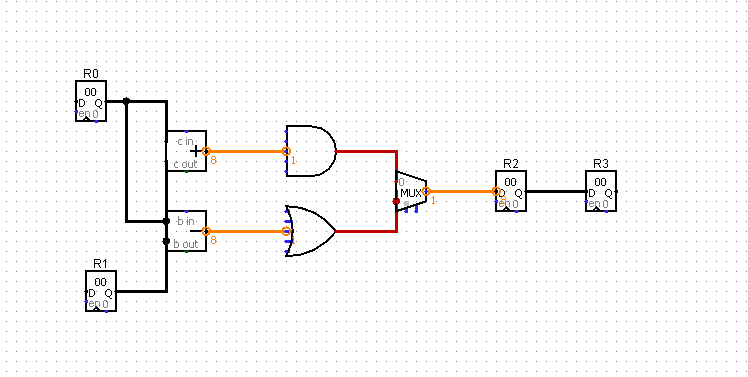 R0
00
D Q
en 0
c in
+
c out
8
1
b in
b out
8
R1
00
D Q
en 0
0
MUX
1
R2
00
Q
en 0
R3
00
D Q
en 0